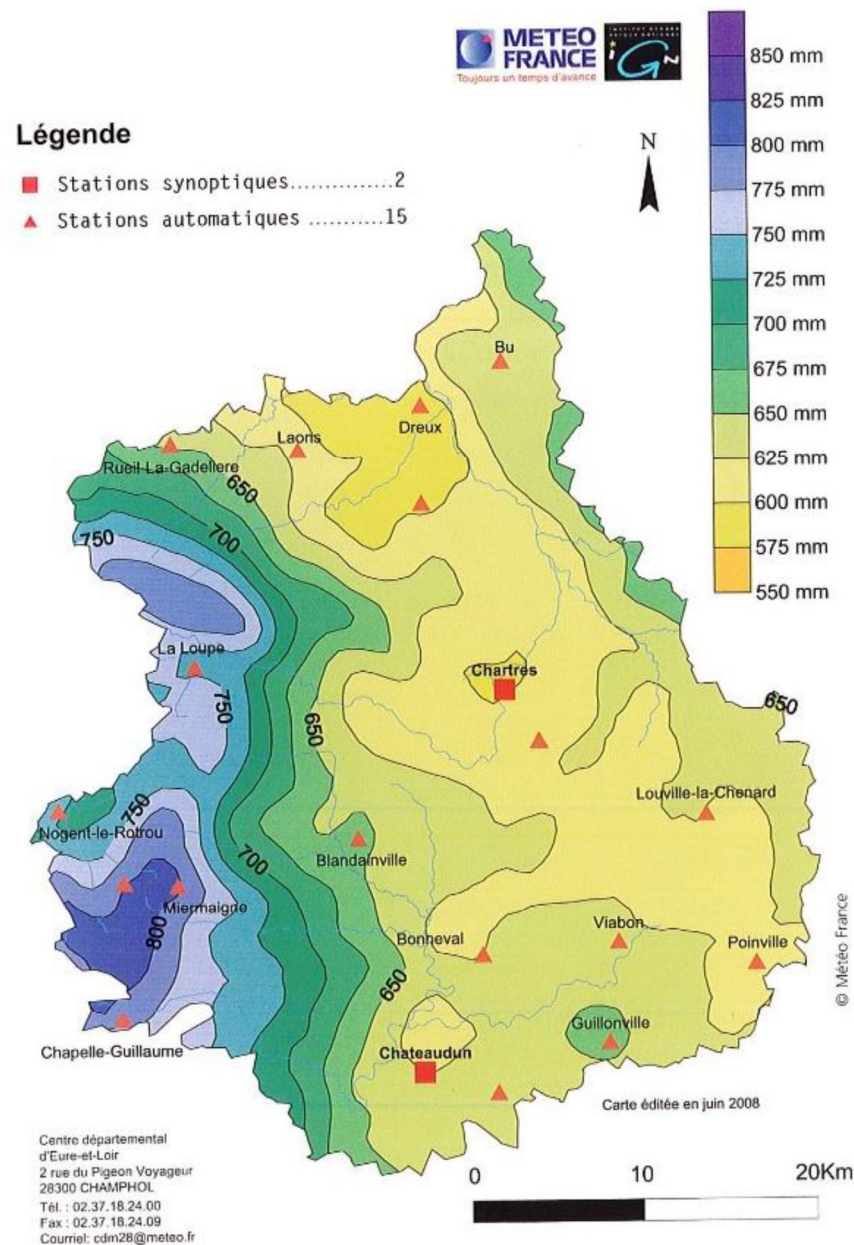 METEO
FRANCE
Toujours un temps d'avance
INSTITUT GEOGRAPHIQUE NATIONAL
i G N
850 mm
825 mm
800 mm
775 mm
750 mm
725 mm
700 mm
675 mm
650 mm
625 mm
600 mm
575 mm
550 mm
Légende
Stations synoptiques..............2
Stations automatiques ..........15
N
Bu
Dreux
Laons
Rueil La-Gadeliere
650
700
750
La Loupe
750
Chartres
650
650
Louville-la-Chenard
Nogent-le-Rotrou
750
700
Blandainville
Miermaigne
800
Bonneval
Viabon
Poinville
650
Guillonville
Chapelle-Guillaume
Chateaudun
© Météo France
Carte éditée en juin 2008
Centre départemental
d'Eure-et-Loir
2 rue du Pigeon Voyageur
28300 CHAMPHOL
Tél. : 02.37.18.24.00
Fax : 02.37.18.24.09
Courriel: cdm28@meteo.fr
0 10 20Km